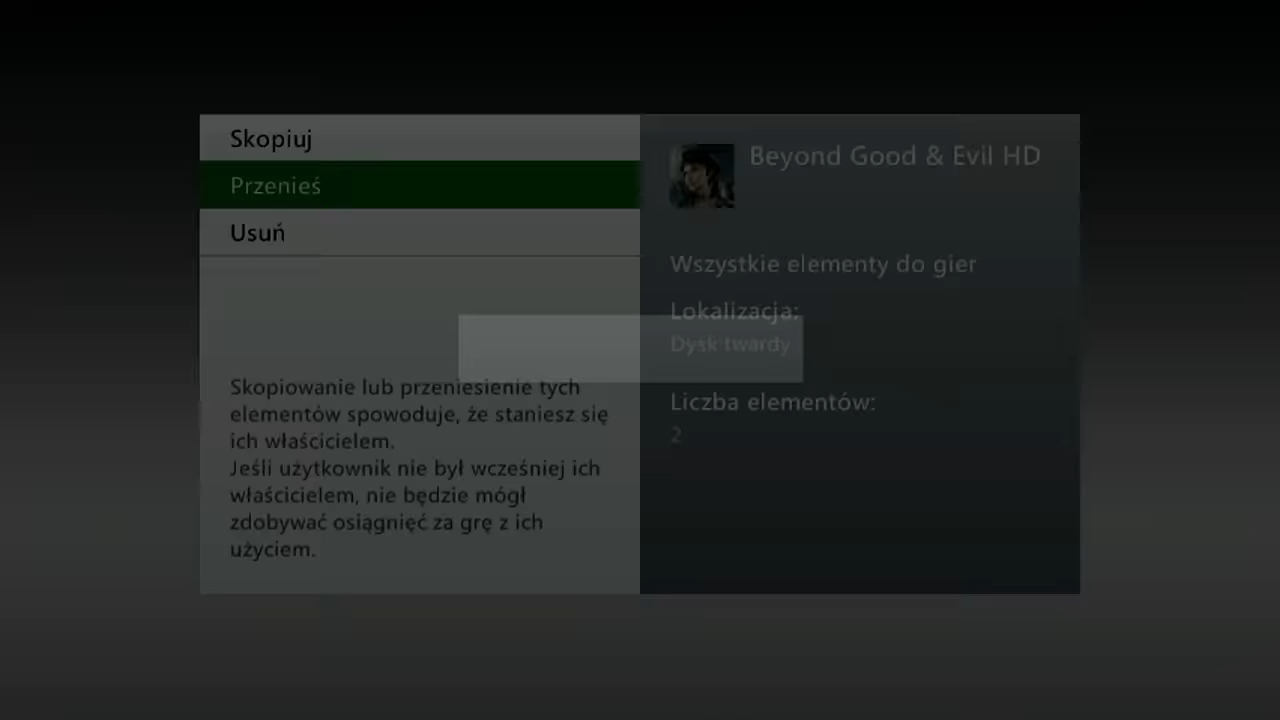 Skopiuj
Przenieś
Usuń
Skopiowanie lub przeniesienie tych
elementów spowoduje, że staniesz się
ich właścicielem.
Jeśli użytkownik nie był wcześniej ich
właścicielem, nie będzie mógł
zdobywać osiągnięć za grę z ich
użyciem.
Beyond Good & Evil HD
Wszystkie elementy do gier
Lokalizacja:
Dysk twardy
Liczba elementów:
2